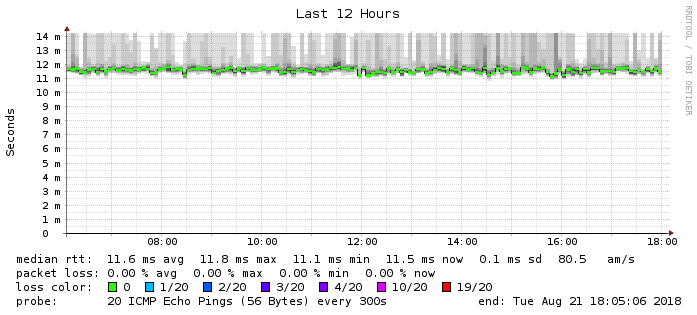 Last 12 Hours
RRDTOOL / TOBI OETIKER
Seconds
14 m
13 m
12 m
11 m
10 m
9 m
8 m
7 m
6 m
5 m
4 m
3 m
2 m
1 m
0
08:00 10:00 12:00 14:00 16:00 18:00
median rtt: 11.6 ms avg 11.8 ms max 11.1 ms min 11.5 ms now 0.1 ms sd 80.5 am/s
packet loss: 0.00 % avg 0.00 % max 0.00 % min 0.00 % now
loss color: 0 1/20 2/20 3/20 4/20 10/20 19/20
probe: 20 ICMP Echo Pings (56 Bytes) every 300s end: Tue Aug 21 18:05:06 2018